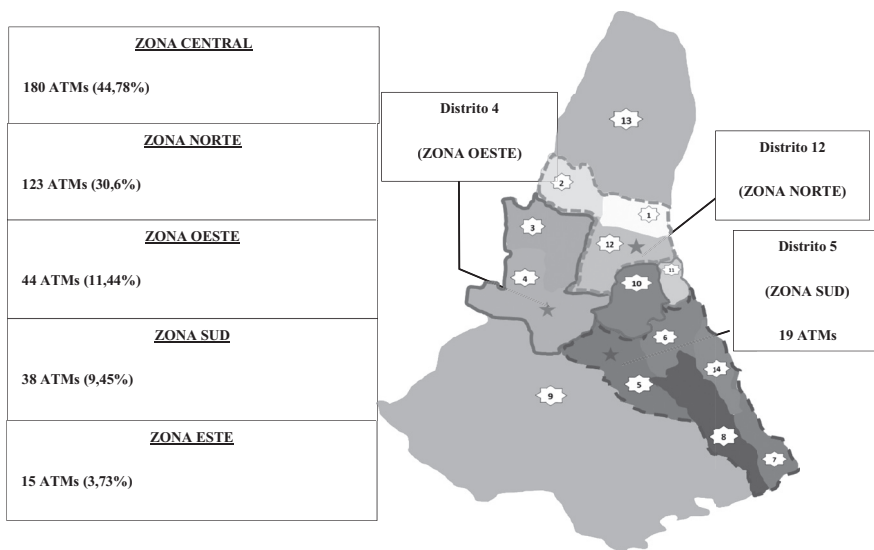 ZONA CENTRAL
180 ATMs (44,78%)
ZONA NORTE
123 ATMs (30,6%)
ZONA OESTE
44 ATMs (11,44%)
ZONA SUD
38 ATMs (9,45%)
ZONA ESTE
15 ATMs (3,73%)
Distrito 4
(ZONA OESTE)
Distrito 12
(ZONA NORTE)
Distrito 5
(ZONA SUD)
19 ATMs
13
2
1
3
12
11
4
10
6
14
5
9
8
7